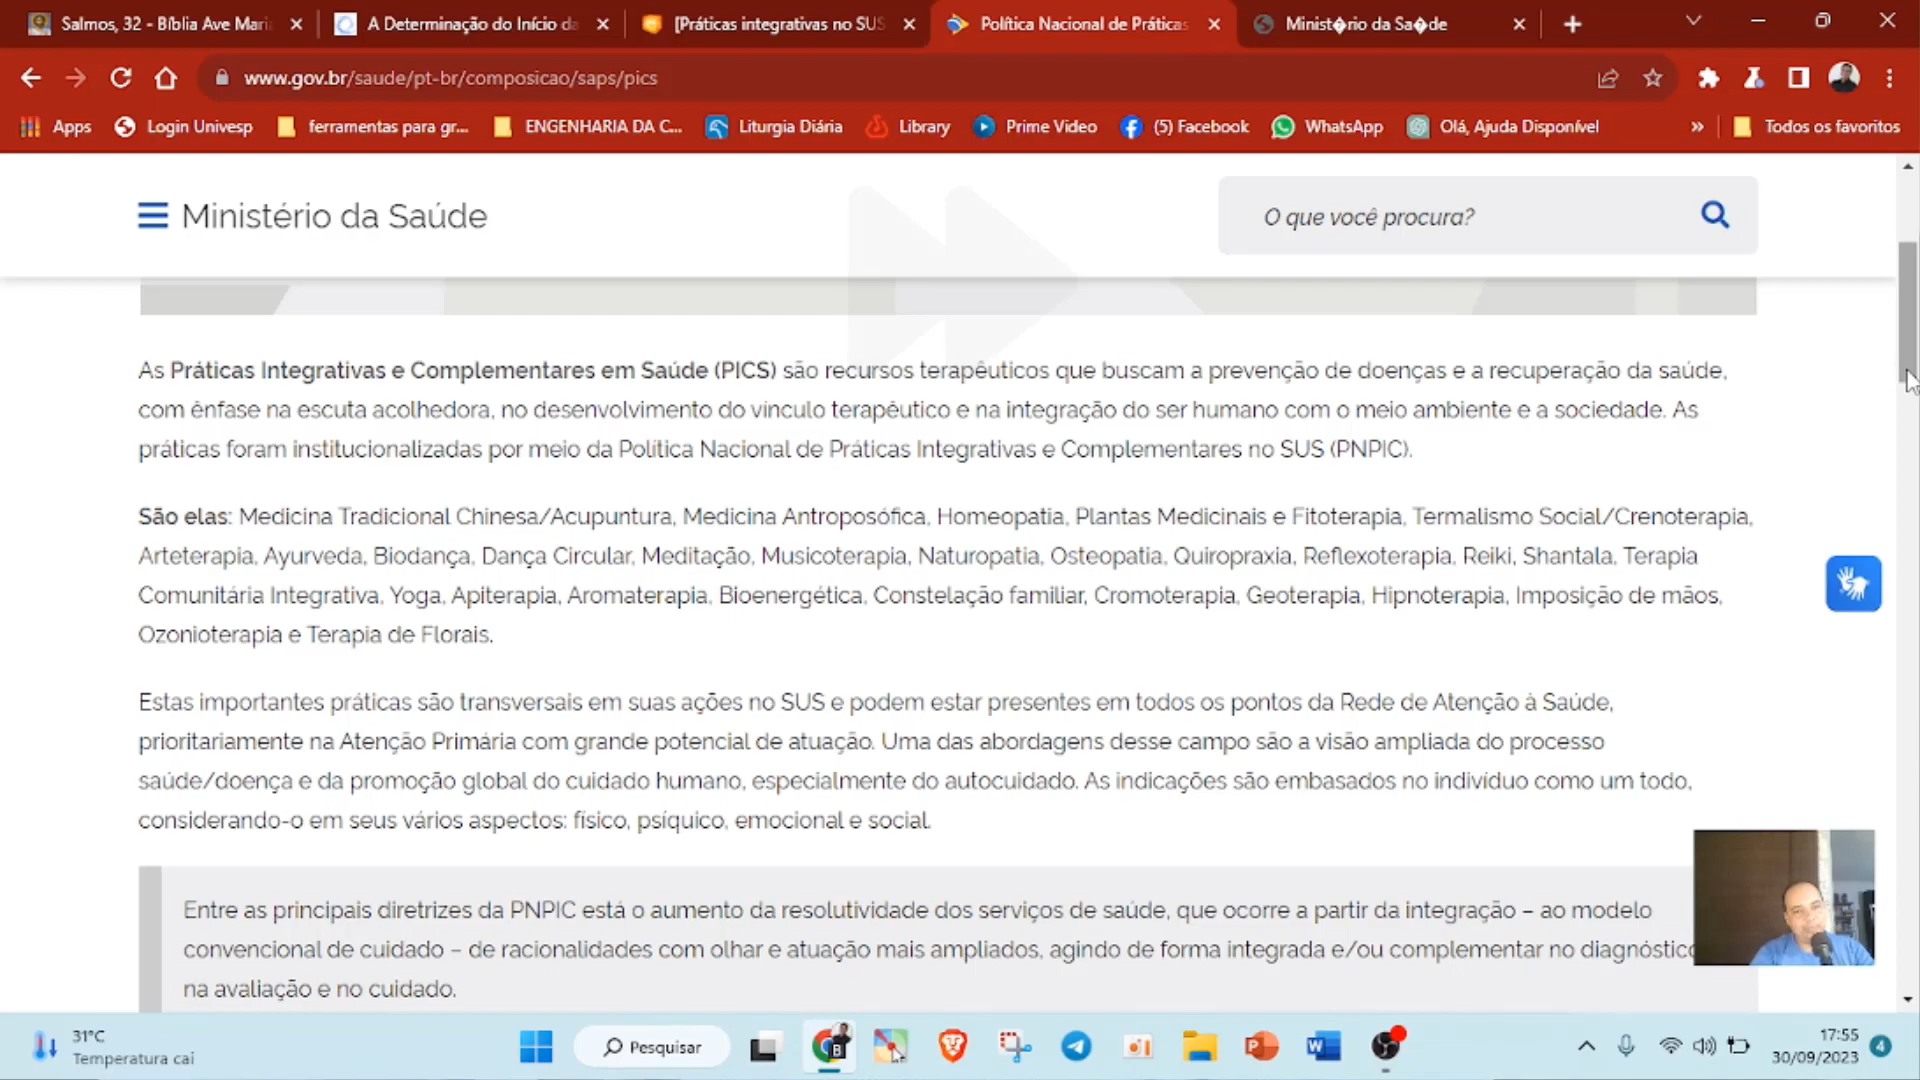 Salmos, 32 - Bíblia Ave Mari
A Determinação do Início da
[Práticas integrativas no SUS
Política Nacional de Práticas
Minist�rio da Sa�de
www.gov.br/saude/pt-br/composicao/saps/pics
Apps
Login Univesp
ferramentas para gr...
ENGENHARIA DA C...
Liturgia Diária
Library
Prime Video
(5) Facebook
WhatsApp
Olá, Ajuda Disponível
»
Todos os favoritos
Ministério da Saúde
O que você procura?
As Práticas Integrativas e Complementares em Saúde (PICS) são recursos terapêuticos que buscam a prevenção de doenças e a recuperação da saúde,
com ênfase na escuta acolhedora, no desenvolvimento do vínculo terapêutico e na integração do ser humano com o meio ambiente e a sociedade. As
práticas foram institucionalizadas por meio da Política Nacional de Práticas Integrativas e Complementares no SUS (PNPIC).
São elas: Medicina Tradicional Chinesa/Acupuntura, Medicina Antroposófica, Homeopatia, Plantas Medicinais e Fitoterapia, Termalismo Social/Crenoterapia,
Arteterapia, Ayurveda, Biodança, Dança Circular, Meditação, Musicoterapia, Naturopatia, Osteopatia, Quiropraxia, Reflexoterapia, Reiki, Shantala, Terapia
Comunitária Integrativa, Yoga, Apiterapia, Aromaterapia, Bioenergética, Constelação familiar, Cromoterapia, Geoterapia, Hipnoterapia, Imposição de mãos,
Ozonioterapia e Terapia de Florais.
Estas importantes práticas são transversais em suas ações no SUS e podem estar presentes em todos os pontos da Rede de Atenção à Saúde,
prioritariamente na Atenção Primária com grande potencial de atuação. Uma das abordagens desse campo são a visão ampliada do processo
saúde/doença e da promoção global do cuidado humano, especialmente do autocuidado. As indicações são embasados no indivíduo como um todo,
considerando-o em seus vários aspectos: físico, psíquico, emocional e social.
Entre as principais diretrizes da PNPIC está o aumento da resolutividade dos serviços de saúde, que ocorre a partir da integração – ao modelo
convencional de cuidado – de racionalidades com olhar e atuação mais ampliados, agindo de forma integrada e/ou complementar no diagnóstico
na avaliação e no cuidado.
31°C
Temperatura cai
Pesquisar
17:55
30/09/2023
4